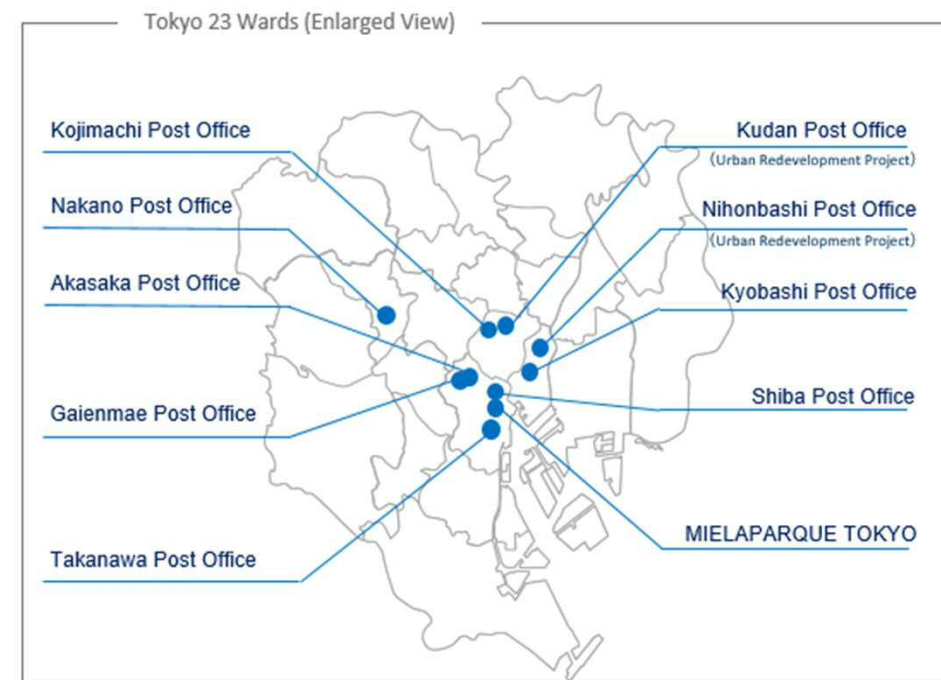 Tokyo 23 Wards (Enlarged View)
Kojimachi Post Office
Nakano Post Office
Akasaka Post Office
Gaienmae Post Office
Takanawa Post Office
Kudan Post Office
(Urban Redevelopment Project)
Nihonbashi Post Office
(Urban Redevelopment Project)
Kyobashi Post Office
Shiba Post Office
MIELAPARQUE TOKYO